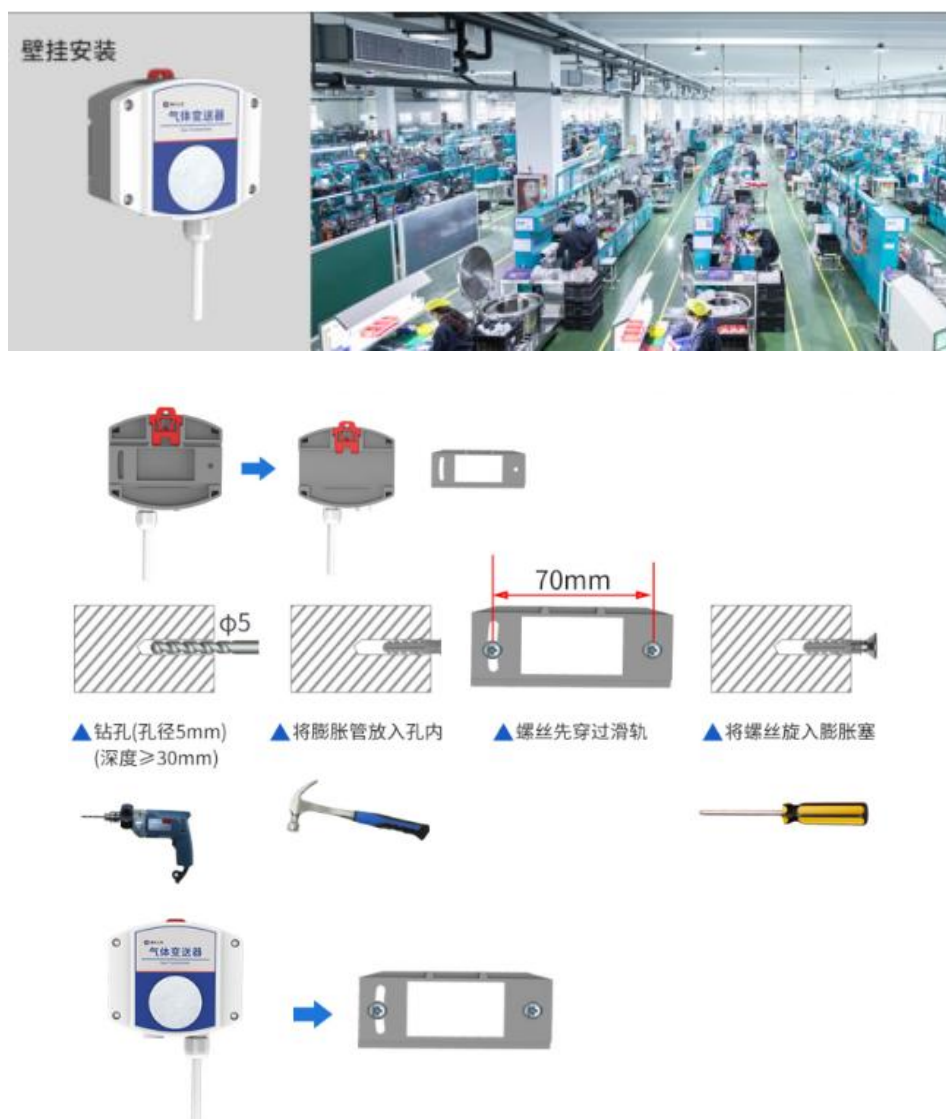 壁挂安装
气体变送器
70mm
ф5
钻孔(孔径5mm)
(深度≥30mm)
将膨胀管放入孔内
螺丝先穿过滑轨
将螺丝旋入膨胀塞
气体变送器